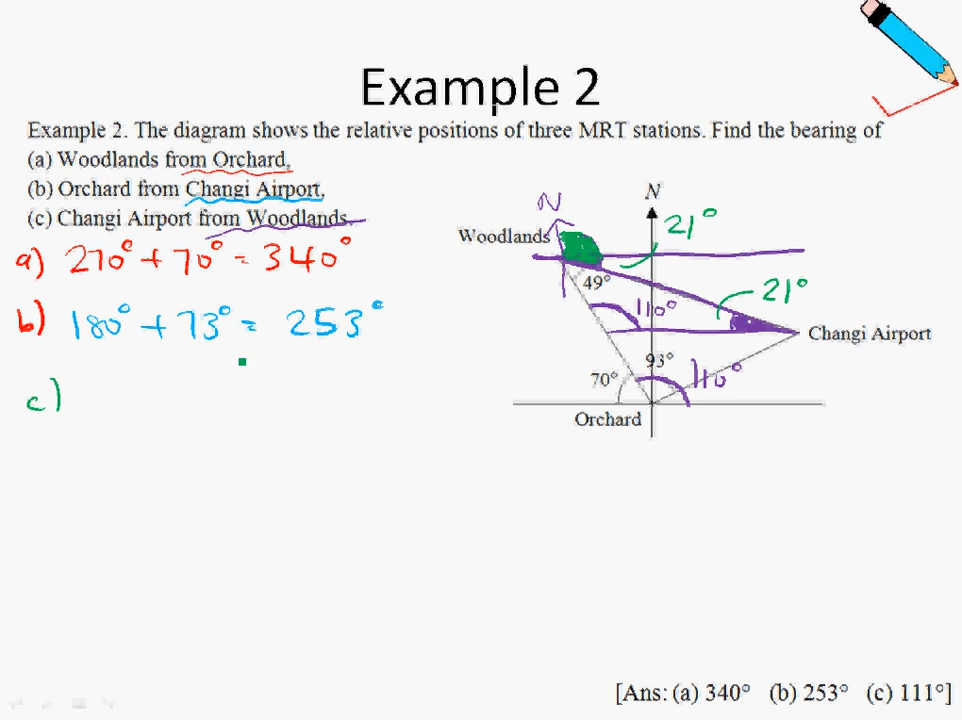 Example 2
Example 2. The diagram shows the relative positions of three MRT stations. Find the bearing of
(a) Woodlands from Orchard,
(b) Orchard from Changi Airport,
(c) Changi Airport from Woodlands.
a) 270° + 70° = 340°
b) 180° + 73° = 253°
c)
N
N
21°
Woodlands
49°
21°
110°
Changi Airport
93°
70°
110°
Orchard
[Ans: (a) 340° (b) 253° (c) 111°]